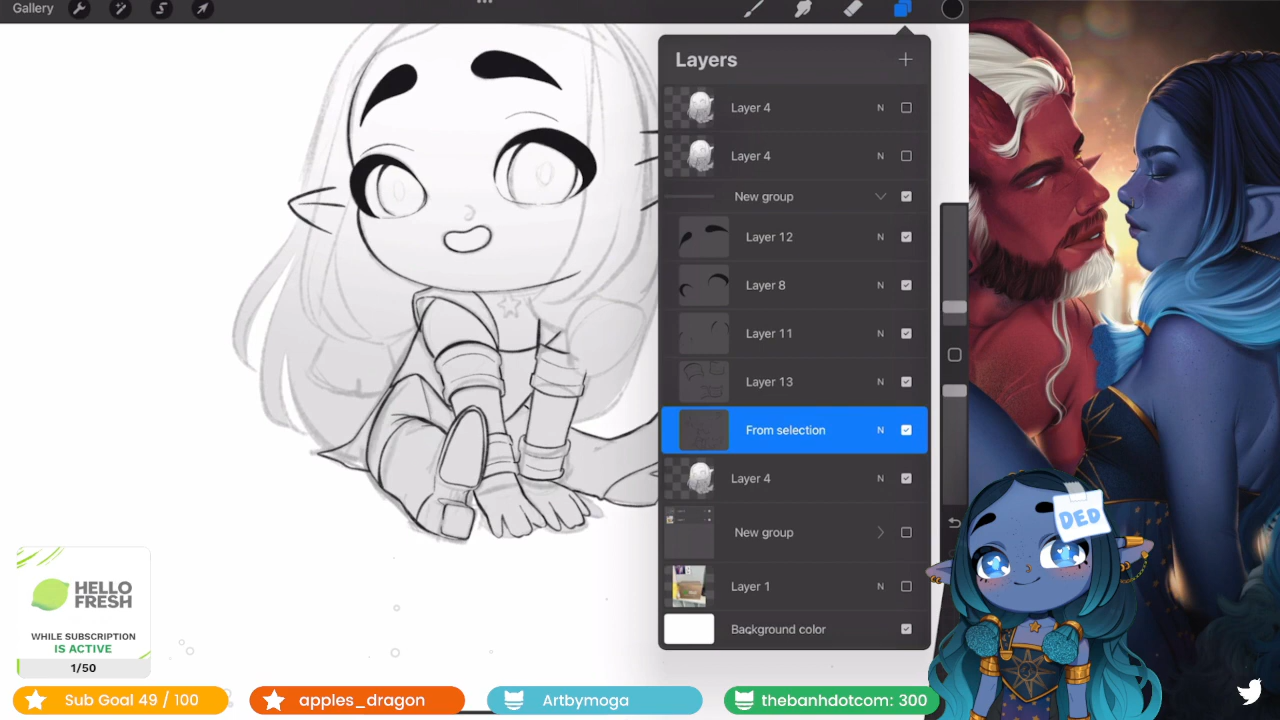 Gallery
Layers
Layer 4 N
Layer 4 N
New group
Layer 12 N
Layer 8 N
Layer 11 N
Layer 13 N
From selection N
Layer 4 N
New group
Layer 1 N
Background color
DED
HELLO
FRESH
WHILE SUBSCRIPTION
IS ACTIVE
1/50
Sub Goal 49 / 100
apples_dragon
Artbymoga
thebanhdotcom: 300